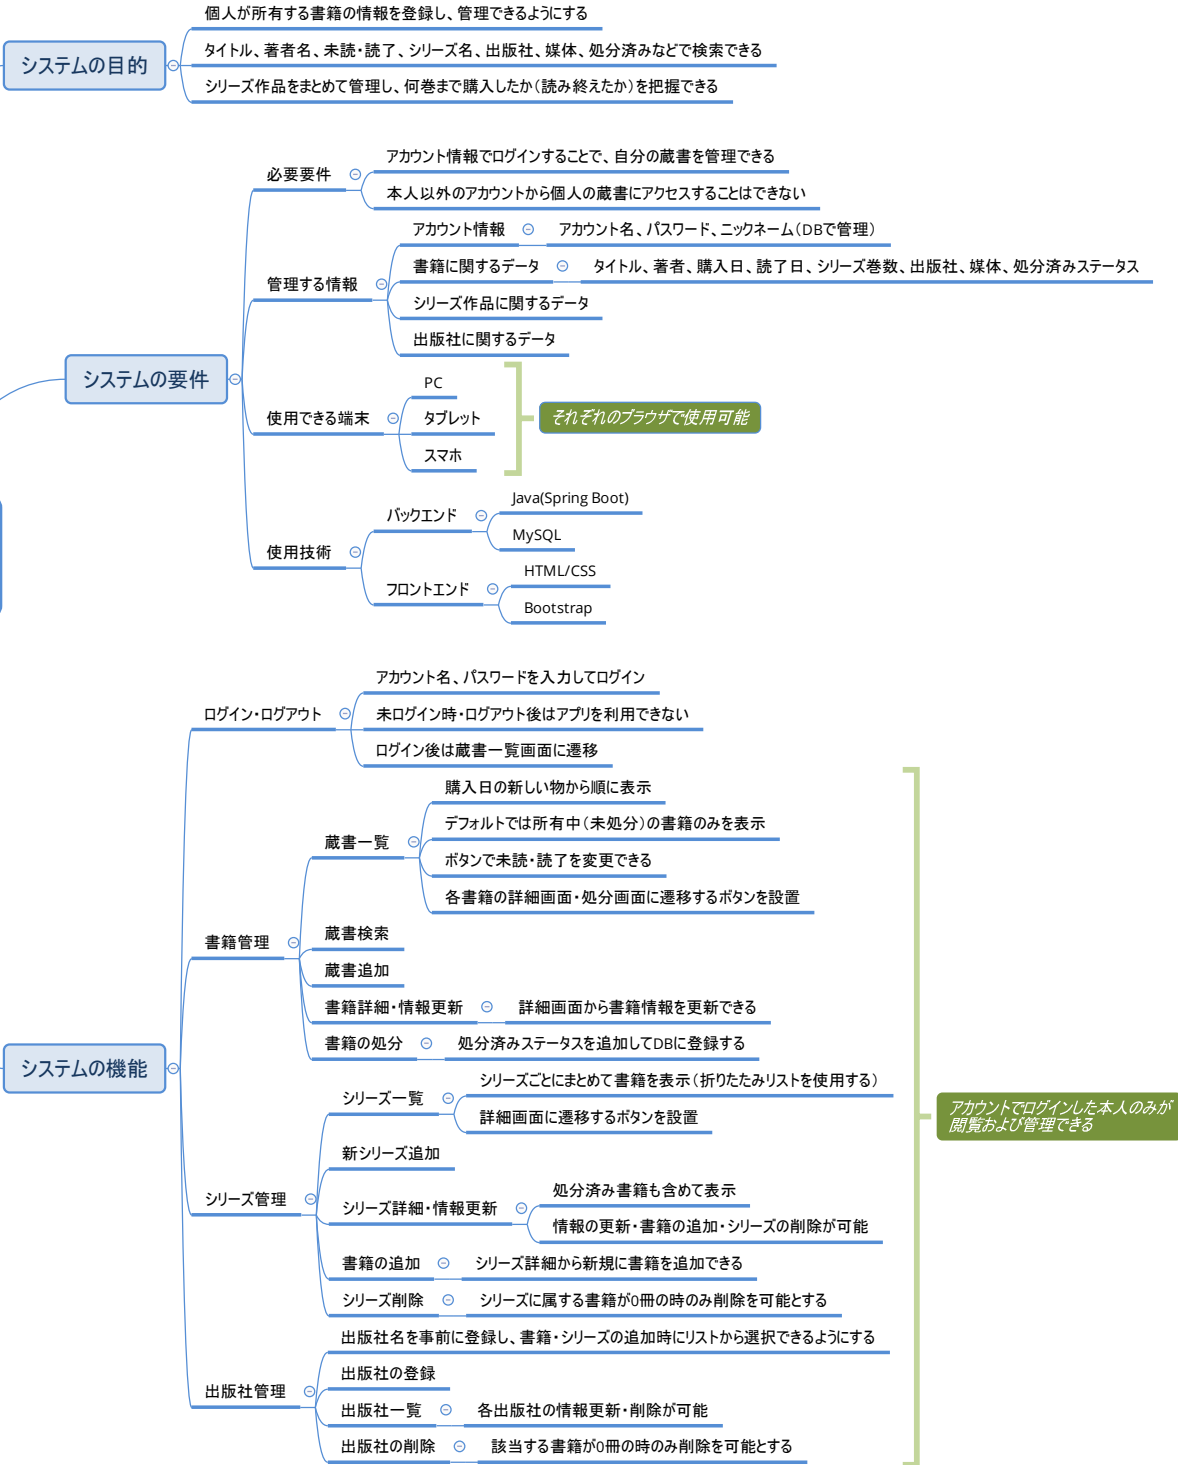 個人が所有する書籍の情報を登録し、管理できるようにする
システムの目的
タイトル、著者名、未読・読了、シリーズ名、出版社、媒体、処分済みなどで検索できる
シリーズ作品をまとめて管理し、何巻まで購入したか（読み終えたか）を把握できる
システムの要件
必要要件
アカウント情報でログインすることで、自分の蔵書を管理できる
本人以外のアカウントから個人の蔵書にアクセスすることはできない
管理する情報
アカウント情報
アカウント名、パスワード、ニックネーム（DBで管理）
書籍に関するデータ
タイトル、著者、購入日、読了日、シリーズ巻数、出版社、媒体、処分済みステータス
シリーズ作品に関するデータ
出版社に関するデータ
使用できる端末
PC
タブレット
スマホ
それぞれのブラウザで使用可能
使用技術
バックエンド
Java(Spring Boot)
MySQL
フロントエンド
HTML/CSS
Bootstrap
システムの機能
ログイン・ログアウト
アカウント名、パスワードを入力してログイン
未ログイン時・ログアウト後はアプリを利用できない
ログイン後は蔵書一覧画面に遷移
書籍管理
蔵書一覧
購入日の新しい物から順に表示
デフォルトでは所有中（未処分）の書籍のみを表示
ボタンで未読・読了を変更できる
各書籍の詳細画面・処分画面に遷移するボタンを設置
蔵書検索
蔵書追加
書籍詳細・情報更新
詳細画面から書籍情報を更新できる
書籍の処分
処分済みステータスを追加してDBに登録する
シリーズ管理
シリーズ一覧
シリーズごとにまとめて書籍を表示（折りたたみリストを使用する）
詳細画面に遷移するボタンを設置
新シリーズ追加
シリーズ詳細・情報更新
処分済み書籍も含めて表示
情報の更新・書籍の追加・シリーズの削除が可能
書籍の追加
シリーズ詳細から新規に書籍を追加できる
シリーズ削除
シリーズに属する書籍が0冊の時のみ削除を可能とする
出版社管理
出版社名を事前に登録し、書籍・シリーズの追加時にリストから選択できるようにする
出版社の登録
出版社一覧
各出版社の情報更新・削除が可能
出版社の削除
該当する書籍が0冊の時のみ削除を可能とする
アカウントでログインした本人のみが
閲覧および管理できる